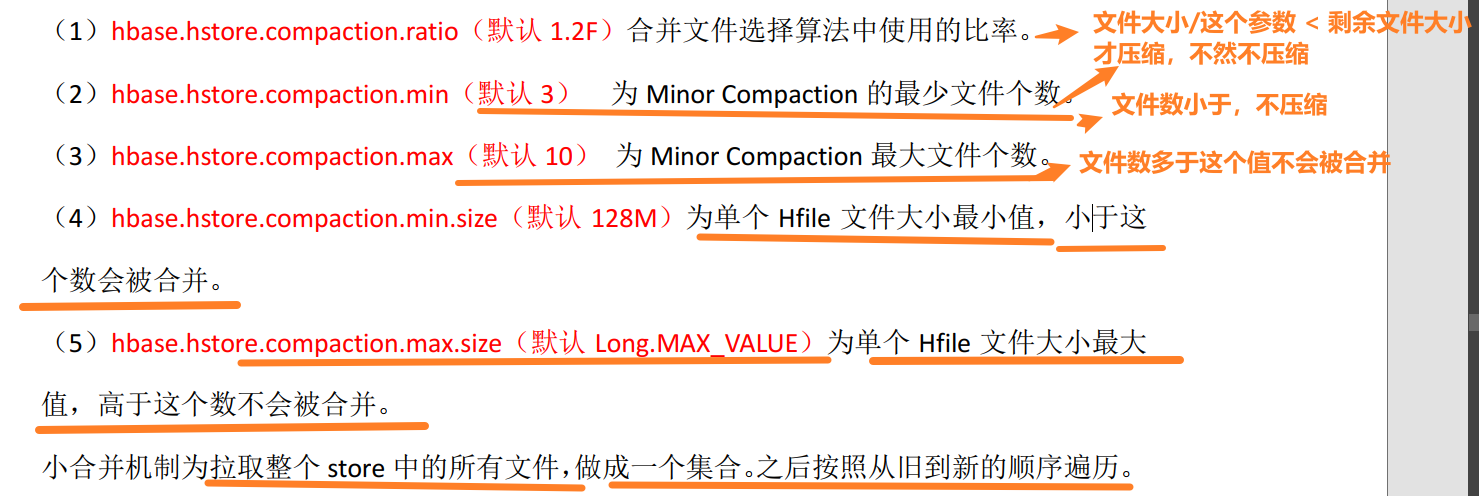 （1）hbase.hstore.compaction.ratio（默认 1.2F）合并文件选择算法中使用的比率。
文件大小/这个参数 < 剩余文件大小
才压缩，不然不压缩
（2）hbase.hstore.compaction.min（默认 3） 为 Minor Compaction 的最少文件个数。
文件数小于，不压缩
（3）hbase.hstore.compaction.max（默认 10） 为 Minor Compaction 最大文件个数。
文件数多于这个值不会被合并
（4）hbase.hstore.compaction.min.size（默认 128M）为单个 Hfile 文件大小最小值，小于这
个数会被合并。
（5）hbase.hstore.compaction.max.size（默认 Long.MAX_VALUE）为单个 Hfile 文件大小最大
值，高于这个数不会被合并。
小合并机制为拉取整个 store 中的所有文件，做成一个集合。之后按照从旧到新的顺序遍历。